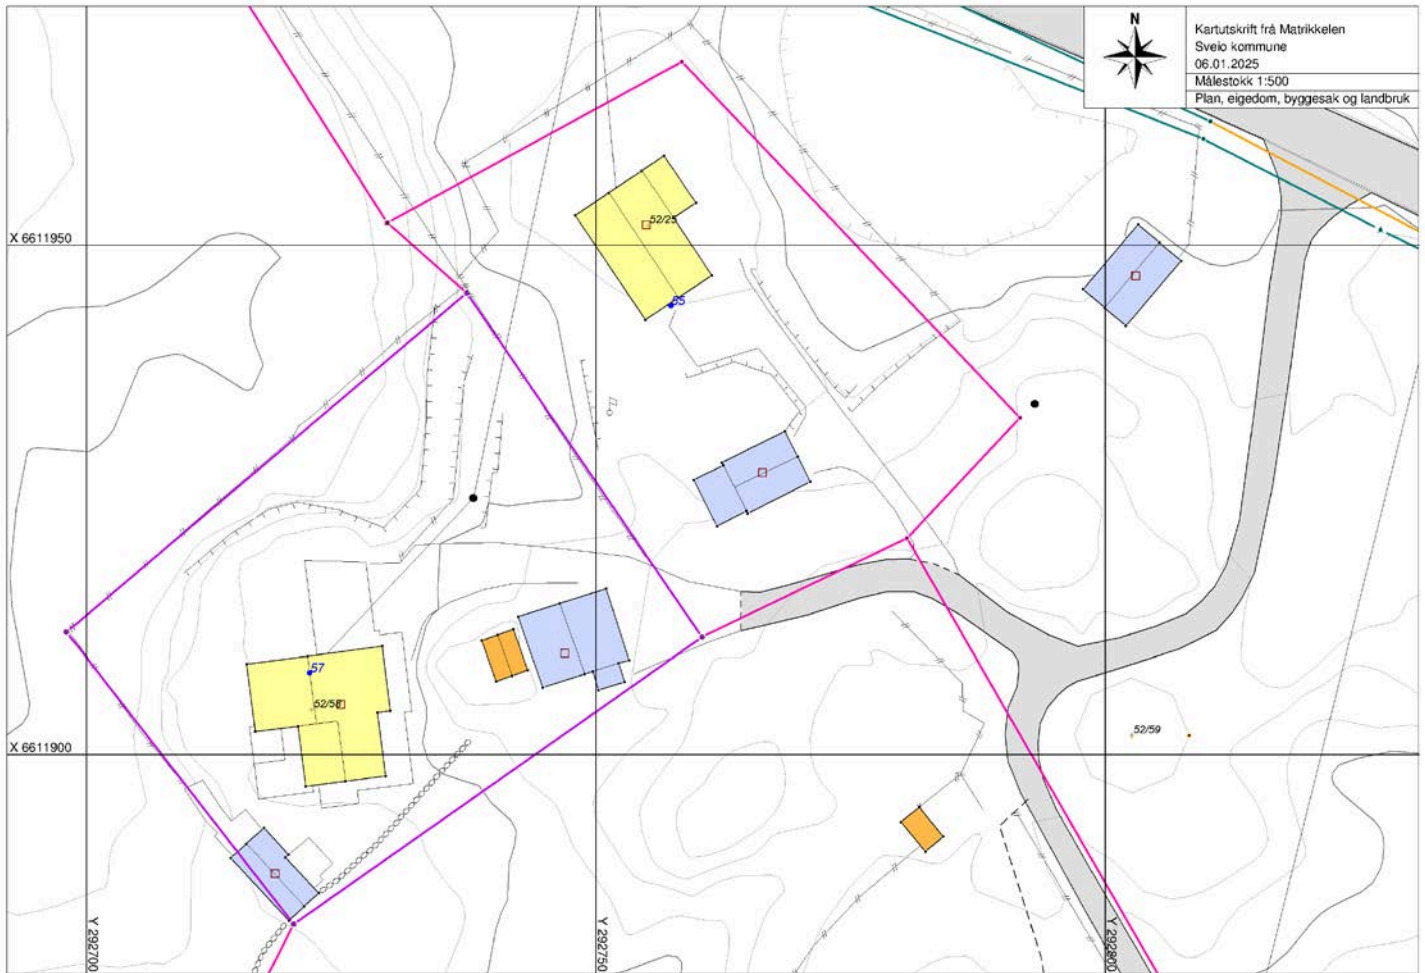 N
Kartutskrift frå Matrikkelen
Sveio kommune
06.01.2025
Målestokk 1:500
Plan, eigedom, byggesak og landbruk
52/25
X 6611950
55
57
52/58
52/59
X 6611900
Y 292700
Y 292750
Y 292800